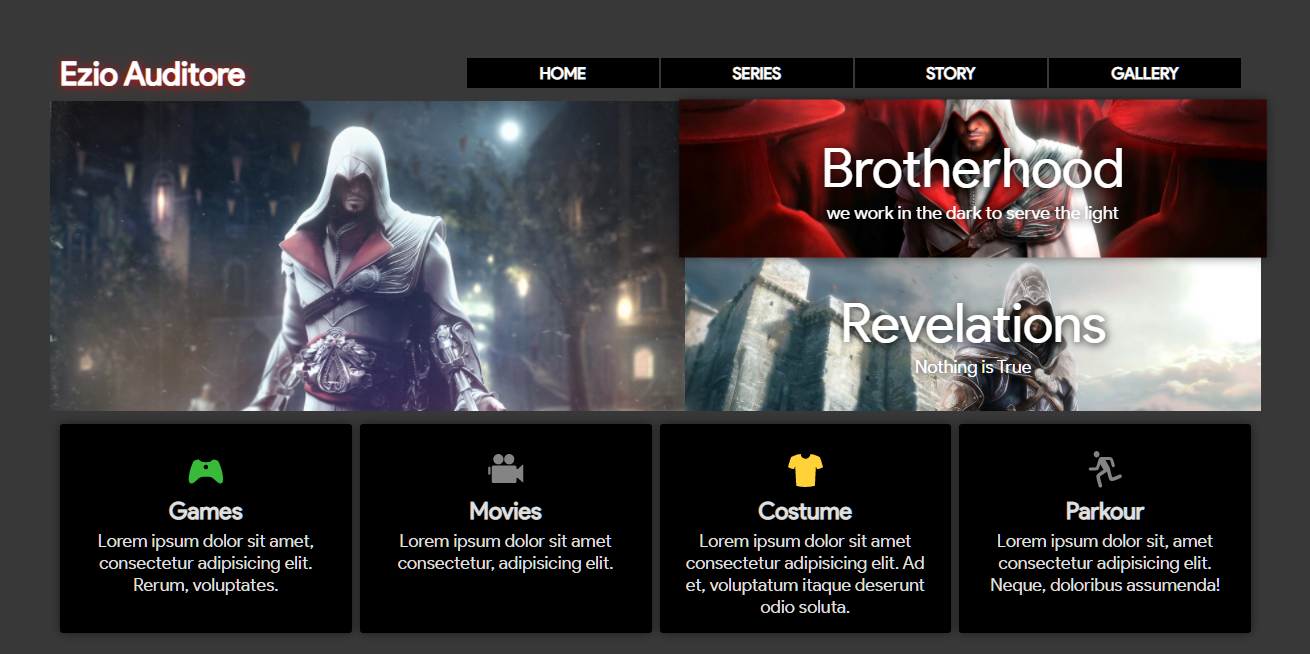 Ezio Auditore
HOME
SERIES
STORY
GALLERY
Brotherhood
we work in the dark to serve the light
Revelations
Nothing is True
Games
Lorem ipsum dolor sit amet,
consectetur adipisicing elit.
Rerum, voluptates.
Movies
Lorem ipsum dolor sit amet
consectetur, adipisicing elit.
Costume
Lorem ipsum dolor sit amet
consectetur adipisicing elit. Ad
et, voluptatum itaque deserunt
odio soluta.
Parkour
Lorem ipsum dolor sit, amet
consectetur adipisicing elit.
Neque, doloribus assumenda!